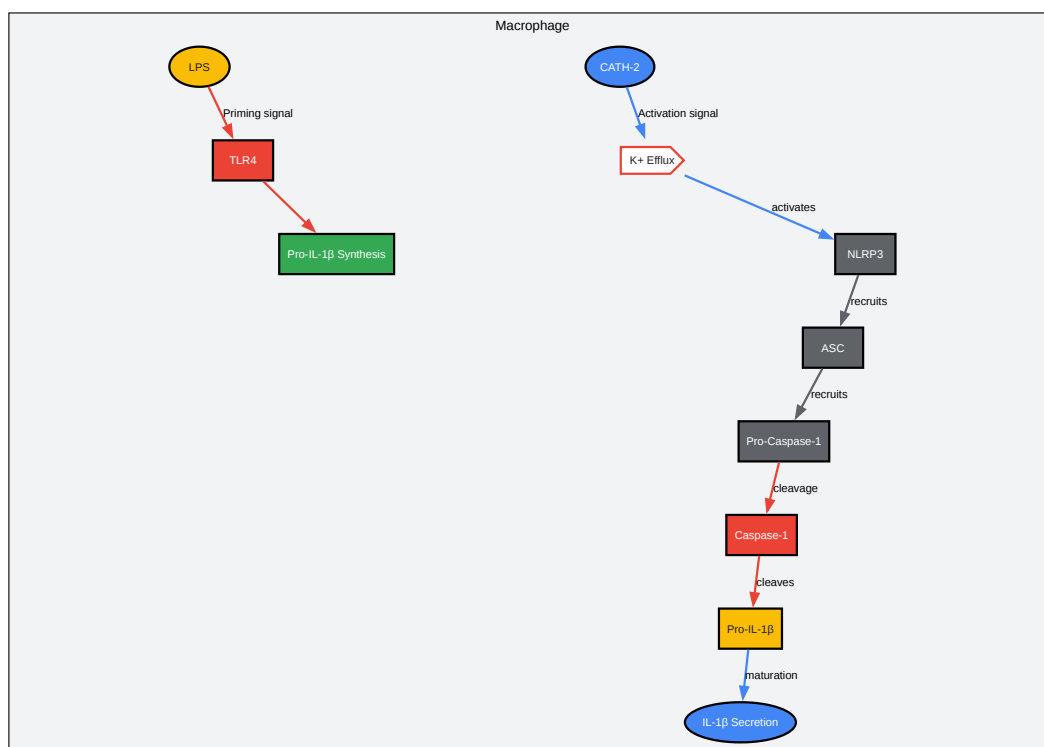 Macrophage
LPS
CATH-2
Priming signal
Activation signal
TLR4
K+ Efflux
activates
Pro-IL-1β Synthesis
NLRP3
recruits
ASC
recruits
Pro-Caspase-1
cleavage
Caspase-1
cleaves
Pro-IL-1β
maturation
IL-1β Secretion